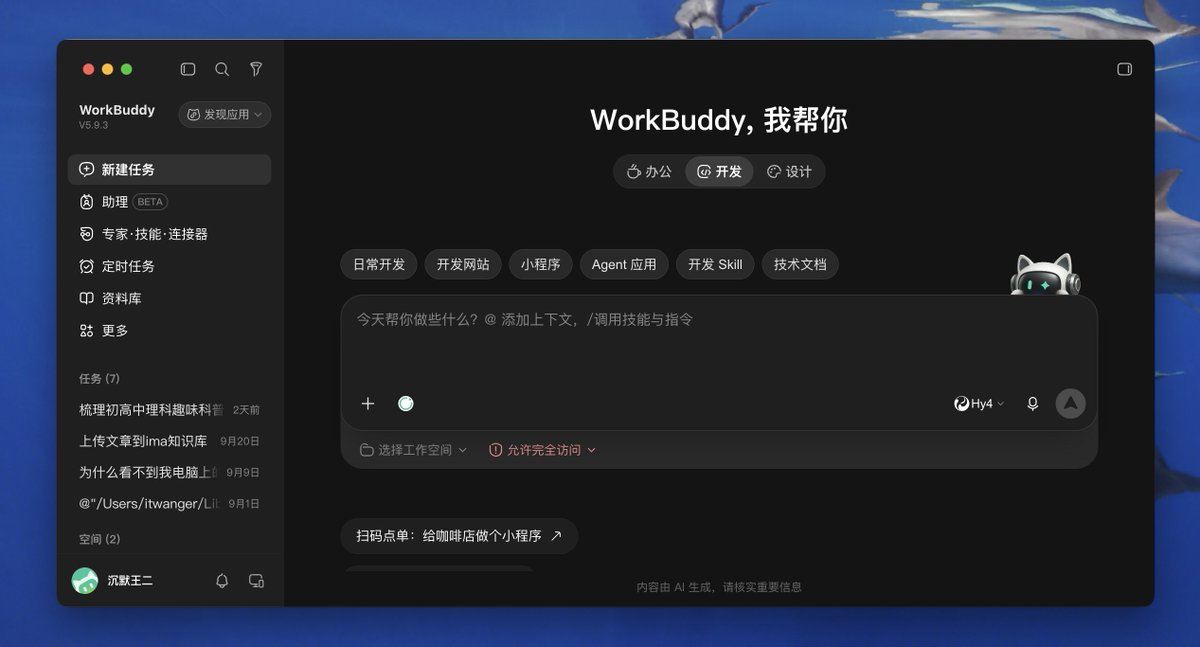 WorkBuddy
V5.9.3
发现应用
新建任务
助理 BETA
专家·技能·连接器
定时任务
资料库
更多
任务 (7)
梳理初高中理科趣味科普 2天前
上传文章到ima知识库 9月20日
为什么看不到我电脑上的 9月9日
@"/Users/itwanger/Lib 9月1日
空间 (2)
沉默王二
WorkBuddy, 我帮你
办公 开发 设计
日常开发 开发网站 小程序 Agent 应用 开发 Skill 技术文档
今天帮你做些什么？@ 添加上下文，/调用技能与指令
Hy4
选择工作空间 允许完全访问
扫码点单：给咖啡店做个小程序
内容由 AI 生成，请核实重要信息